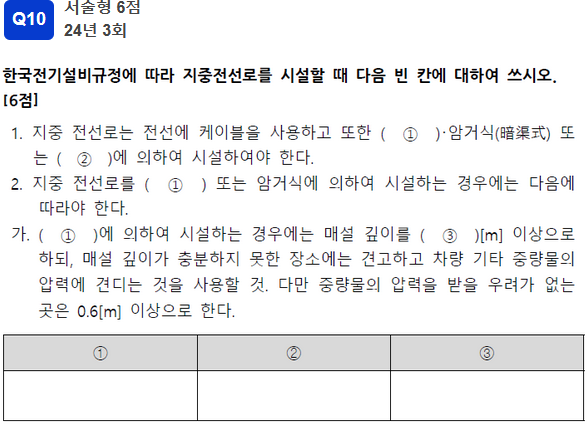 Q10
서술형 6점
24년 3회
한국전기설비규정에 따라 지중전선로를 시설할 때 다음 빈 칸에 대하여 쓰시오.
[6점]
1. 지중 전선로는 전선에 케이블을 사용하고 또한 ( ① )·암거식(暗渠式) 또
는 ( ② )에 의하여 시설하여야 한다.
2. 지중 전선로를 ( ① ) 또는 암거식에 의하여 시설하는 경우에는 다음에
따라야 한다.
가. ( ① )에 의하여 시설하는 경우에는 매설 깊이를 ( ③ )[m] 이상으로
하되, 매설 깊이가 충분하지 못한 장소에는 견고하고 차량 기타 중량물의
압력에 견디는 것을 사용할 것. 다만 중량물의 압력을 받을 우려가 없는
곳은 0.6[m] 이상으로 한다.
① ② ③